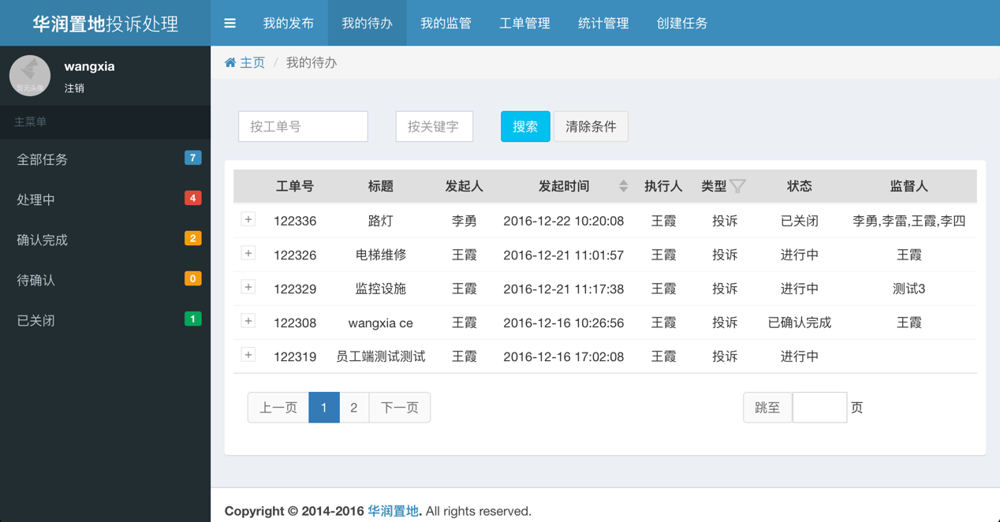 华润置地投诉处理 我的发布 我的待办 我的监管 工单管理 统计管理 创建任务
wangxia
暂无头像
注销
主页 / 我的待办
主菜单
全部任务 7
处理中 4
确认完成 2
待确认 0
已关闭 1
按工单号 按关键字 搜索 清除条件
工单号 标题 发起人 发起时间 执行人 类型 状态 监督人
+ 122336 路灯 李勇 2016-12-22 10:20:08 王霞 投诉 已关闭 李勇,李雷,王霞,李四
+ 122326 电梯维修 王霞 2016-12-21 11:01:57 王霞 投诉 进行中 王霞
+ 122329 监控设施 王霞 2016-12-21 11:17:38 王霞 投诉 进行中 测试3
+ 122308 wangxia ce 王霞 2016-12-16 10:26:56 王霞 投诉 已确认完成 王霞
+ 122319 员工端测试测试 王霞 2016-12-16 17:02:08 王霞 投诉 进行中
上一页 1 2 下一页 跳至 页
Copyright © 2014-2016 华润置地. All rights reserved.